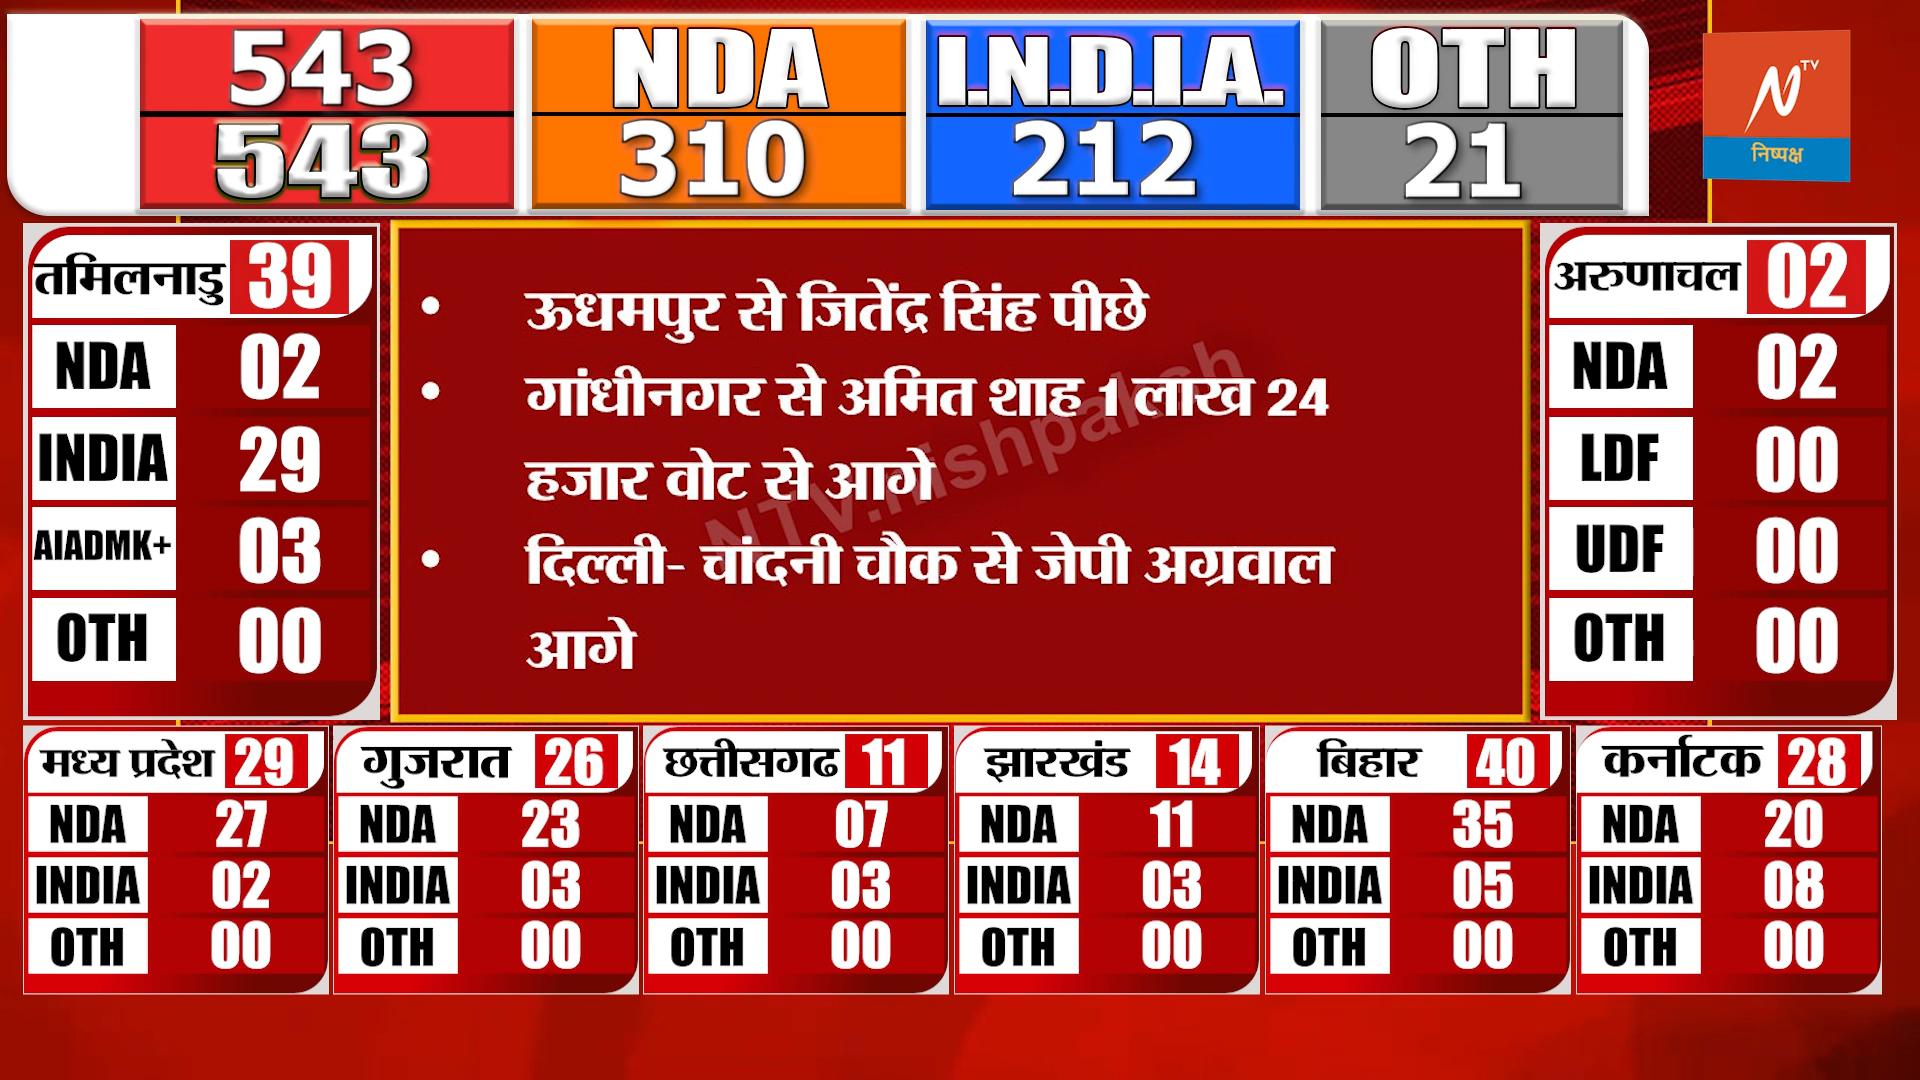 543 NDA I.N.D.I.A. OTH
543 310 212 21
NTV
निष्पक्ष
तमिलनाडु 39
NDA 02
INDIA 29
AIADMK+ 03
OTH 00
• ऊधमपुर से जितेंद्र सिंह पीछे
• गांधीनगर से अमित शाह 1 लाख 24
हजार वोट से आगे
• दिल्ली- चांदनी चौक से जेपी अग्रवाल
आगे
NTV.nishpaksh
अरुणाचल 02
NDA 02
LDF 00
UDF 00
OTH 00
मध्य प्रदेश 29
NDA 27
INDIA 02
OTH 00
गुजरात 26
NDA 23
INDIA 03
OTH 00
छत्तीसगढ 11
NDA 07
INDIA 03
OTH 00
झारखंड 14
NDA 11
INDIA 03
OTH 00
बिहार 40
NDA 35
INDIA 05
OTH 00
कर्नाटक 28
NDA 20
INDIA 08
OTH 00